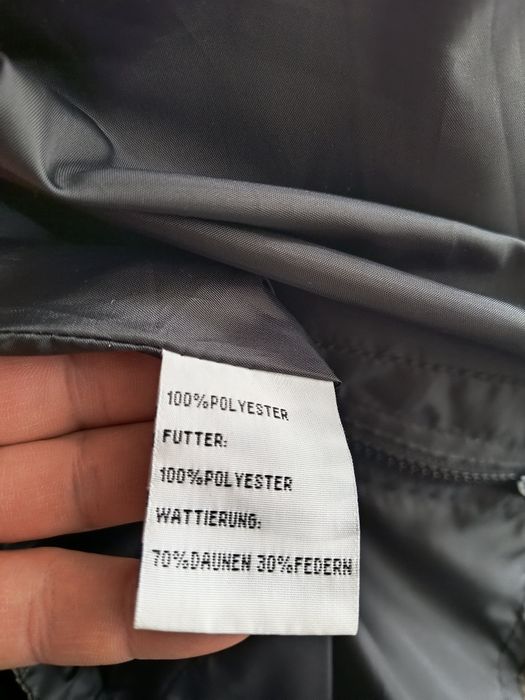 100%POLYESTER
FUTTER:
100%POLYESTER
WATTIERUNG:
70%DAUNEN 30%FEDERN